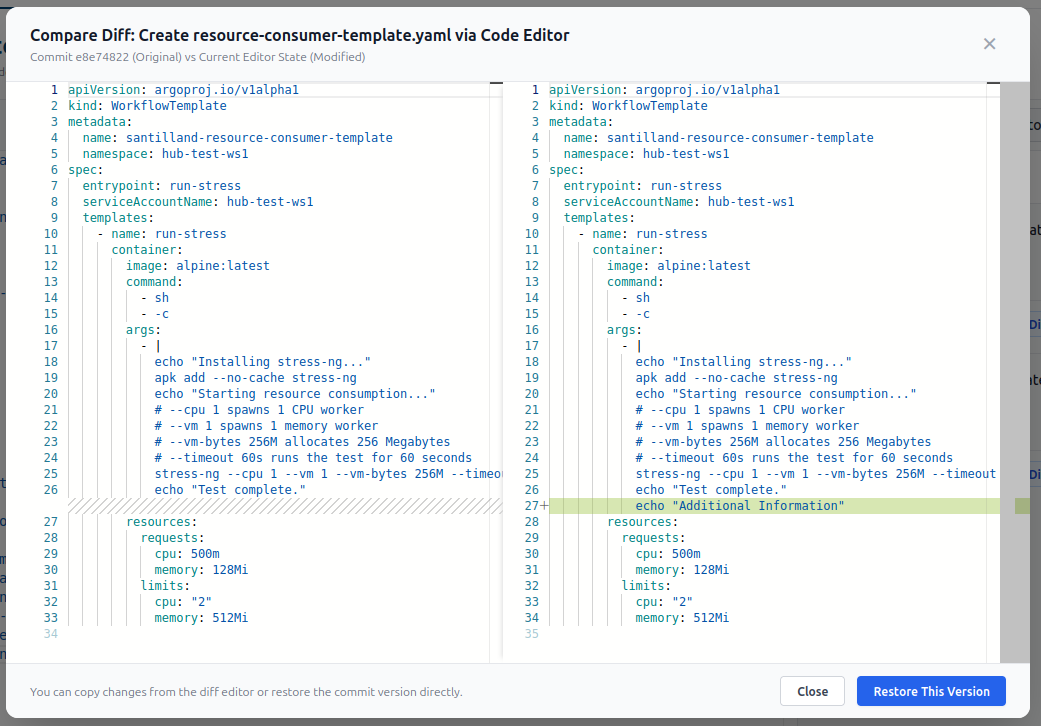 Compare Diff: Create resource-consumer-template.yaml via Code Editor
Commit e8e74822 (Original) vs Current Editor State (Modified)
1 apiVersion: argoproj.io/v1alpha1
2 kind: WorkflowTemplate
3 metadata:
4   name: santilland-resource-consumer-template
5   namespace: hub-test-ws1
6 spec:
7   entrypoint: run-stress
8   serviceAccountName: hub-test-ws1
9   templates:
10     - name: run-stress
11       container:
12         image: alpine:latest
13         command:
14           - sh
15           - -c
16         args:
17           - |
18             echo "Installing stress-ng..."
19             apk add --no-cache stress-ng
20             echo "Starting resource consumption..."
21             # --cpu 1 spawns 1 CPU worker
22             # --vm 1 spawns 1 memory worker
23             # --vm-bytes 256M allocates 256 Megabytes
24             # --timeout 60s runs the test for 60 seconds
25             stress-ng --cpu 1 --vm 1 --vm-bytes 256M --timeou
26             echo "Test complete."
27         resources:
28           requests:
29             cpu: 500m
30             memory: 128Mi
31           limits:
32             cpu: "2"
33             memory: 512Mi
34
1 apiVersion: argoproj.io/v1alpha1
2 kind: WorkflowTemplate
3 metadata:
4   name: santilland-resource-consumer-template
5   namespace: hub-test-ws1
6 spec:
7   entrypoint: run-stress
8   serviceAccountName: hub-test-ws1
9   templates:
10     - name: run-stress
11       container:
12         image: alpine:latest
13         command:
14           - sh
15           - -c
16         args:
17           - |
18             echo "Installing stress-ng..."
19             apk add --no-cache stress-ng
20             echo "Starting resource consumption..."
21             # --cpu 1 spawns 1 CPU worker
22             # --vm 1 spawns 1 memory worker
23             # --vm-bytes 256M allocates 256 Megabytes
24             # --timeout 60s runs the test for 60 seconds
25             stress-ng --cpu 1 --vm 1 --vm-bytes 256M --timeout
26             echo "Test complete."
27+             echo "Additional Information"
28         resources:
29           requests:
30             cpu: 500m
31             memory: 128Mi
32           limits:
33             cpu: "2"
34             memory: 512Mi
35
You can copy changes from the diff editor or restore the commit version directly.
Close
Restore This Version